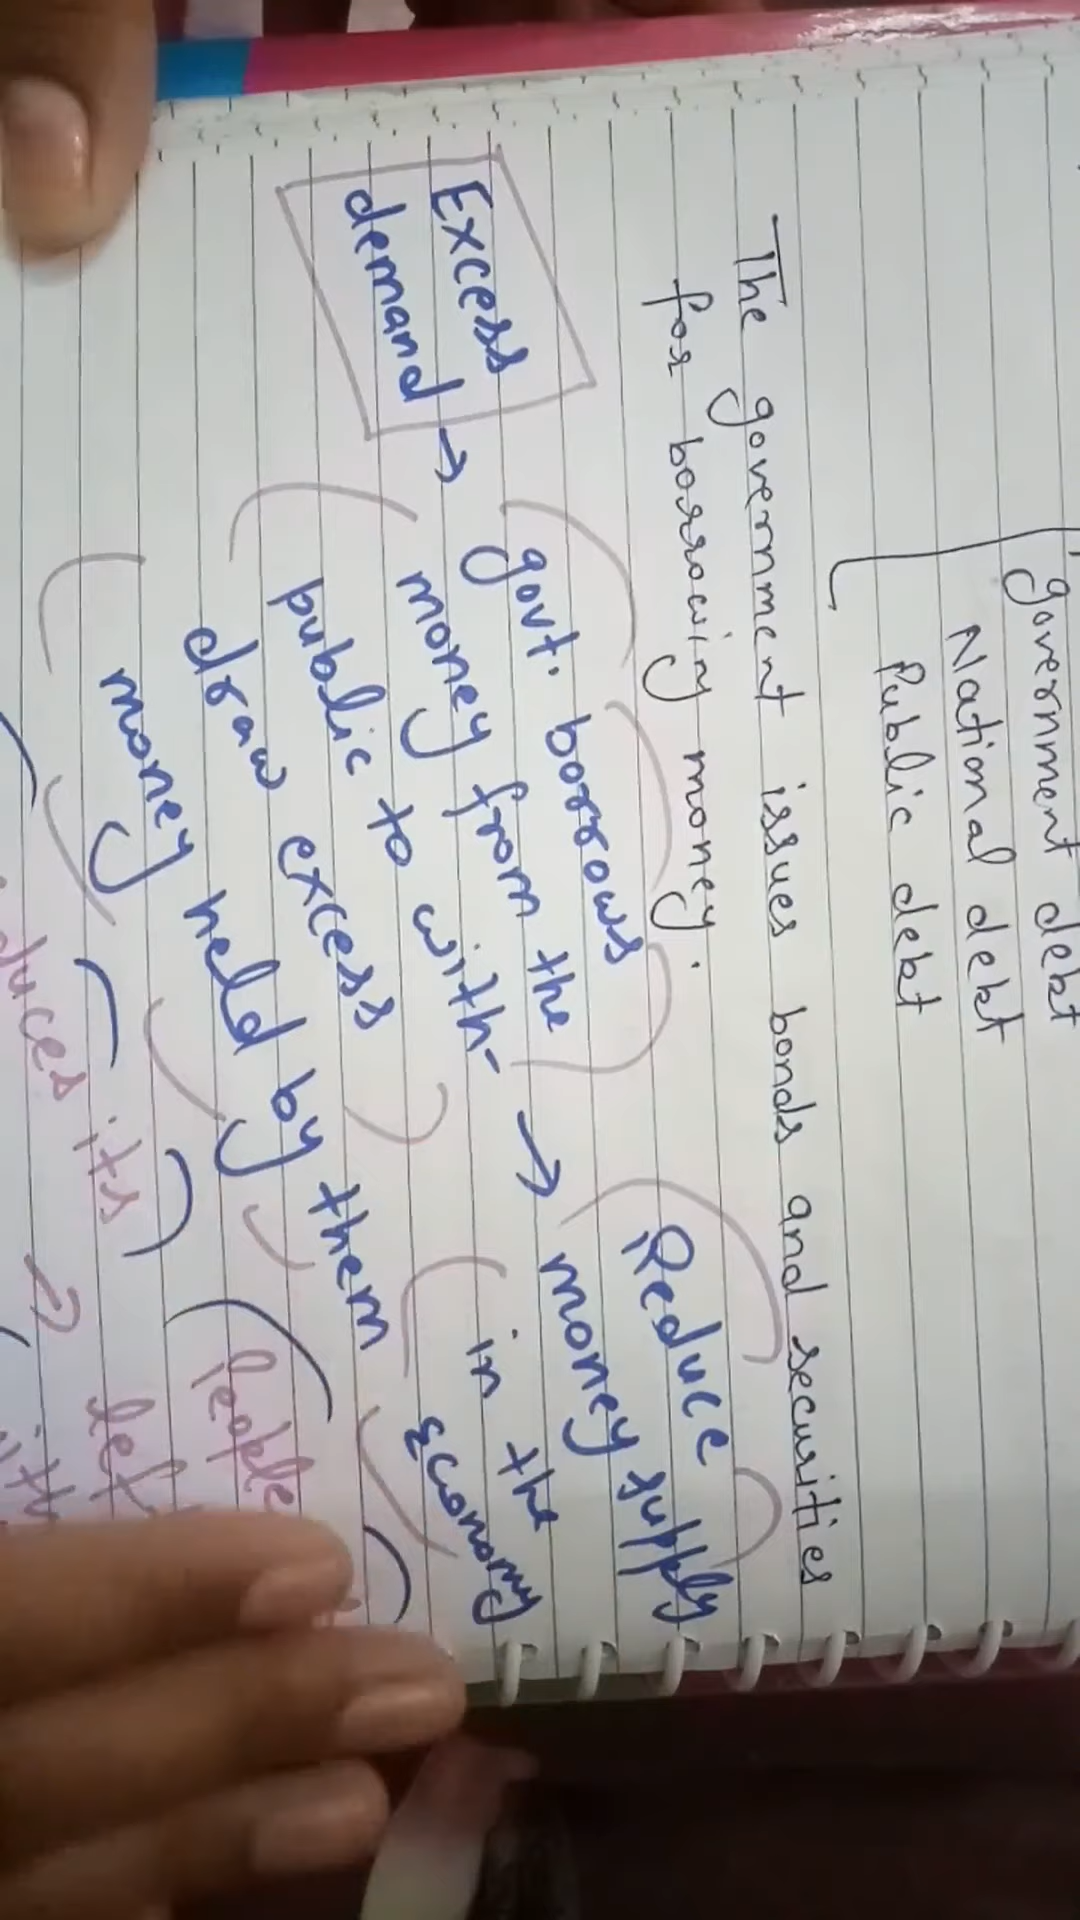 government debt
National debt
Public debt
The government issues bonds and securities
for borrowing money.
Excess
demand →
govt. borrows
money from the
public to with-
draw excess
money held by them
→ Reduce
money supply
in the
economy
duces its
→
People